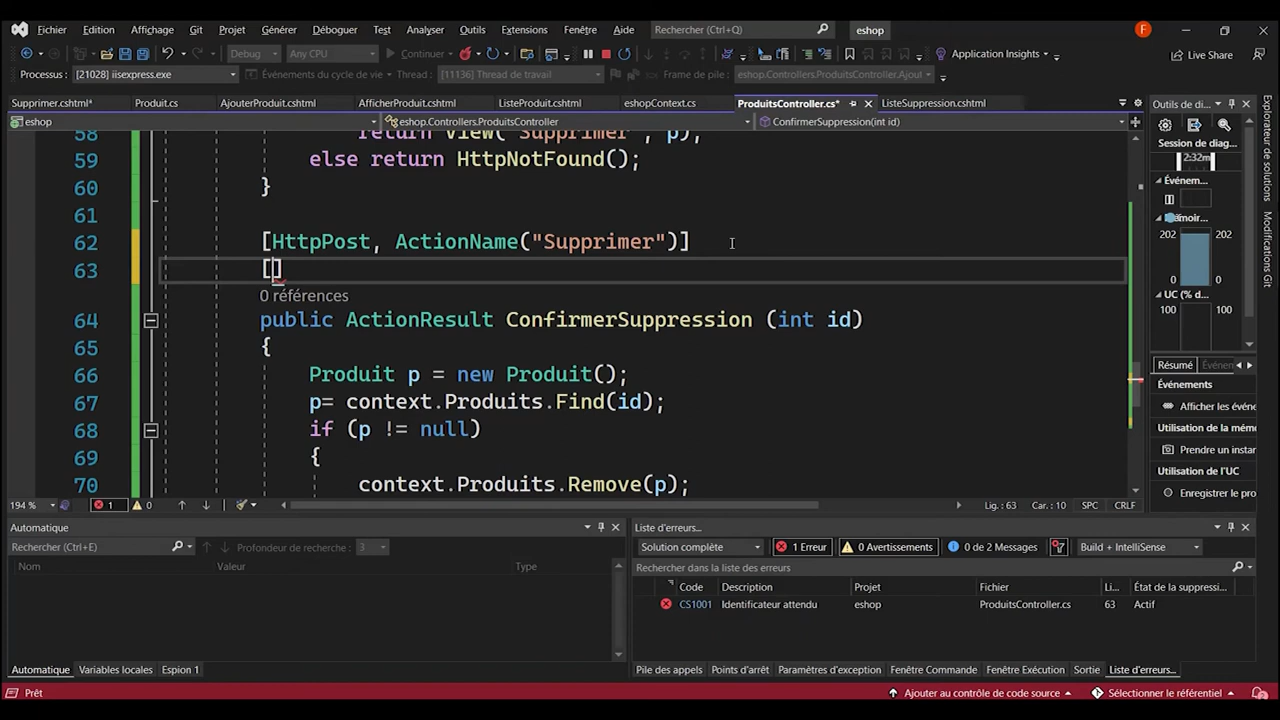 Fichier Edition Affichage Git Projet Générer Déboguer Test Analyser Outils Extensions Fenêtre Aide Rechercher (Ctrl+Q) eshop F
Debug Any CPU Continuer Application Insights Live Share
Processus : [21028] iisexpress.exe Événements du cycle de vie Thread : [11136] Thread de travail Frame de pile : eshop.Controllers.ProduitsController.Ajout
Supprimer.cshtml* Produit.cs AjouterProduit.cshtml AfficherProduit.cshtml ListeProduit.cshtml eshopContext.cs ProduitsController.cs* ListeSuppression.cshtml Outils de di...
eshop eshop.Controllers.ProduitsController ConfirmerSuppression(int id)
58 return View("Supprimer", p);
59 else return HttpNotFound();
60 }
61
62 [HttpPost, ActionName("Supprimer")]
63 []
0 références
64 public ActionResult ConfirmerSuppression (int id)
65 {
66 Produit p = new Produit();
67 p= context.Produits.Find(id);
68 if (p != null)
69 {
70 context.Produits.Remove(p);
Session de diag...
2:32m
Événem...
202 202
0 0
UC (% d...
100 100
Résumé
Événements
Afficher les événe
Utilisation de la mémo
Prendre un instan
Utilisation de l'UC
Enregistrer le pro
Explorateur de solutions
Modifications Git
194 % 1 0 Lig. : 63 Car. : 10 SPC CRLF
Automatique
Rechercher (Ctrl+E) Profondeur de recherche : 3
Nom Valeur Type
Liste d'erreurs...
Solution complète 1 Erreur 0 Avertissements 0 de 2 Messages Build + IntelliSense
Rechercher dans la liste des erreurs
Code Description Projet Fichier Li... État de la suppressi...
CS1001 Identificateur attendu eshop ProduitsController.cs 63 Actif
Automatique Variables locales Espion 1
Pile des appels Points d'arrêt Paramètres d'exception Fenêtre Commande Fenêtre Exécution Sortie Liste d'erreurs...
Prêt Ajouter au contrôle de code source Sélectionner le référentiel